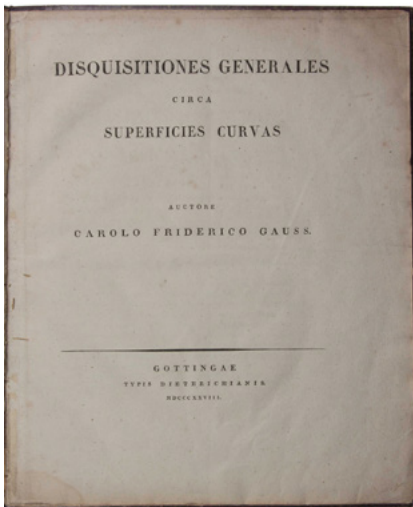 DISQUISITIONES GENERALES
CIRCA
SUPERFICIES CURVAS
AUCTORE
CAROLO FRIDERICO GAUSS.
GOTTINGAE
TYPIS DIETERICHIANIS
MDCCCXXVIII.